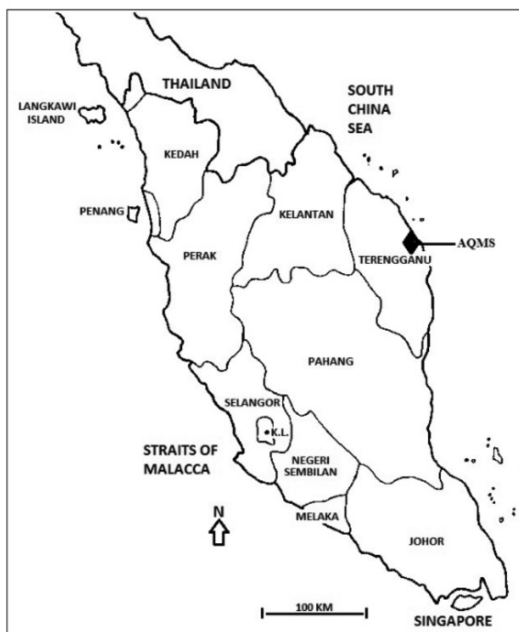 THAILAND
SOUTH
CHINA
SEA
LANGKAWI
ISLAND
KEDAH
PENANG
KELANTAN
PERAK
TERENGGANU
AQMS
PAHANG
SELANGOR
K.L.
STRAITS OF
MALACCA
NEGERI
SEMBILAN
N
MELAKA
JOHOR
100 KM
SINGAPORE